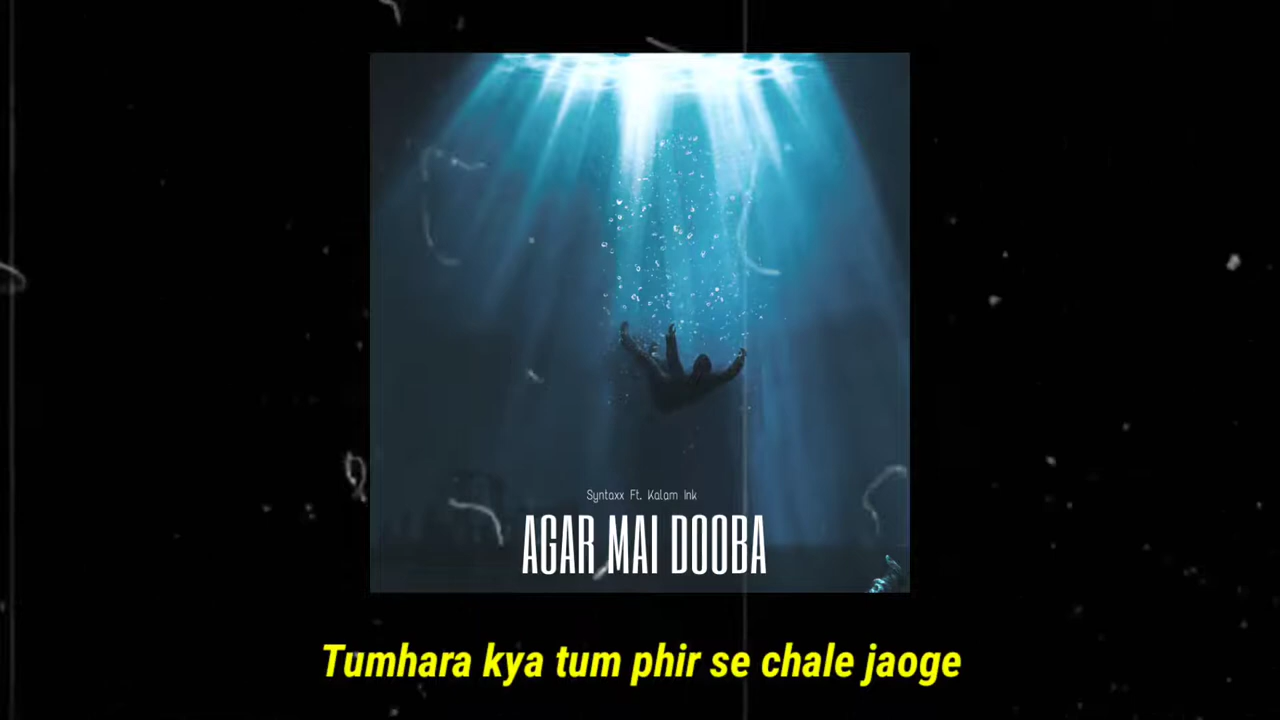 Syntaxx Ft. Kalam Ink
AGAR MAI DOOBA
Tumhara kya tum phir se chale jaoge